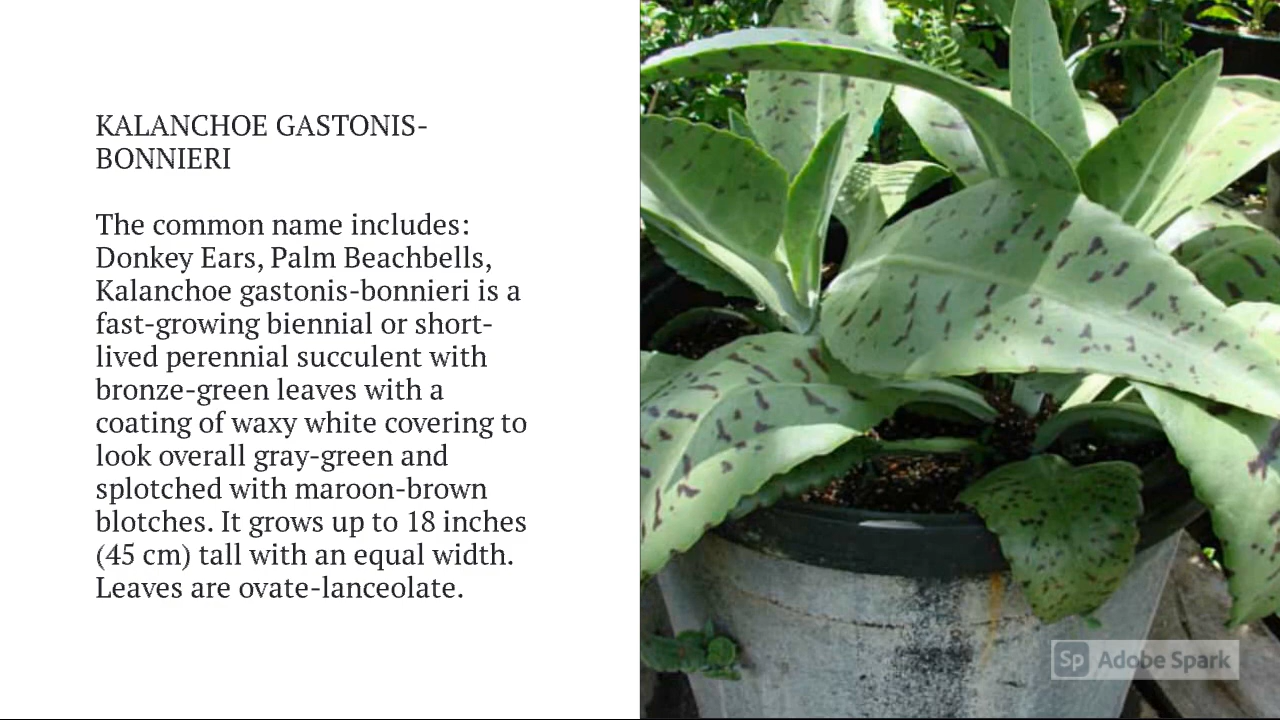 KALANCHOE GASTONIS-
BONNIERI
The common name includes:
Donkey Ears, Palm Beachbells,
Kalanchoe gastonis-bonnieri is a
fast-growing biennial or short-
lived perennial succulent with
bronze-green leaves with a
coating of waxy white covering to
look overall gray-green and
splotched with maroon-brown
blotches. It grows up to 18 inches
(45 cm) tall with an equal width.
Leaves are ovate-lanceolate.
Sp Adobe Spark